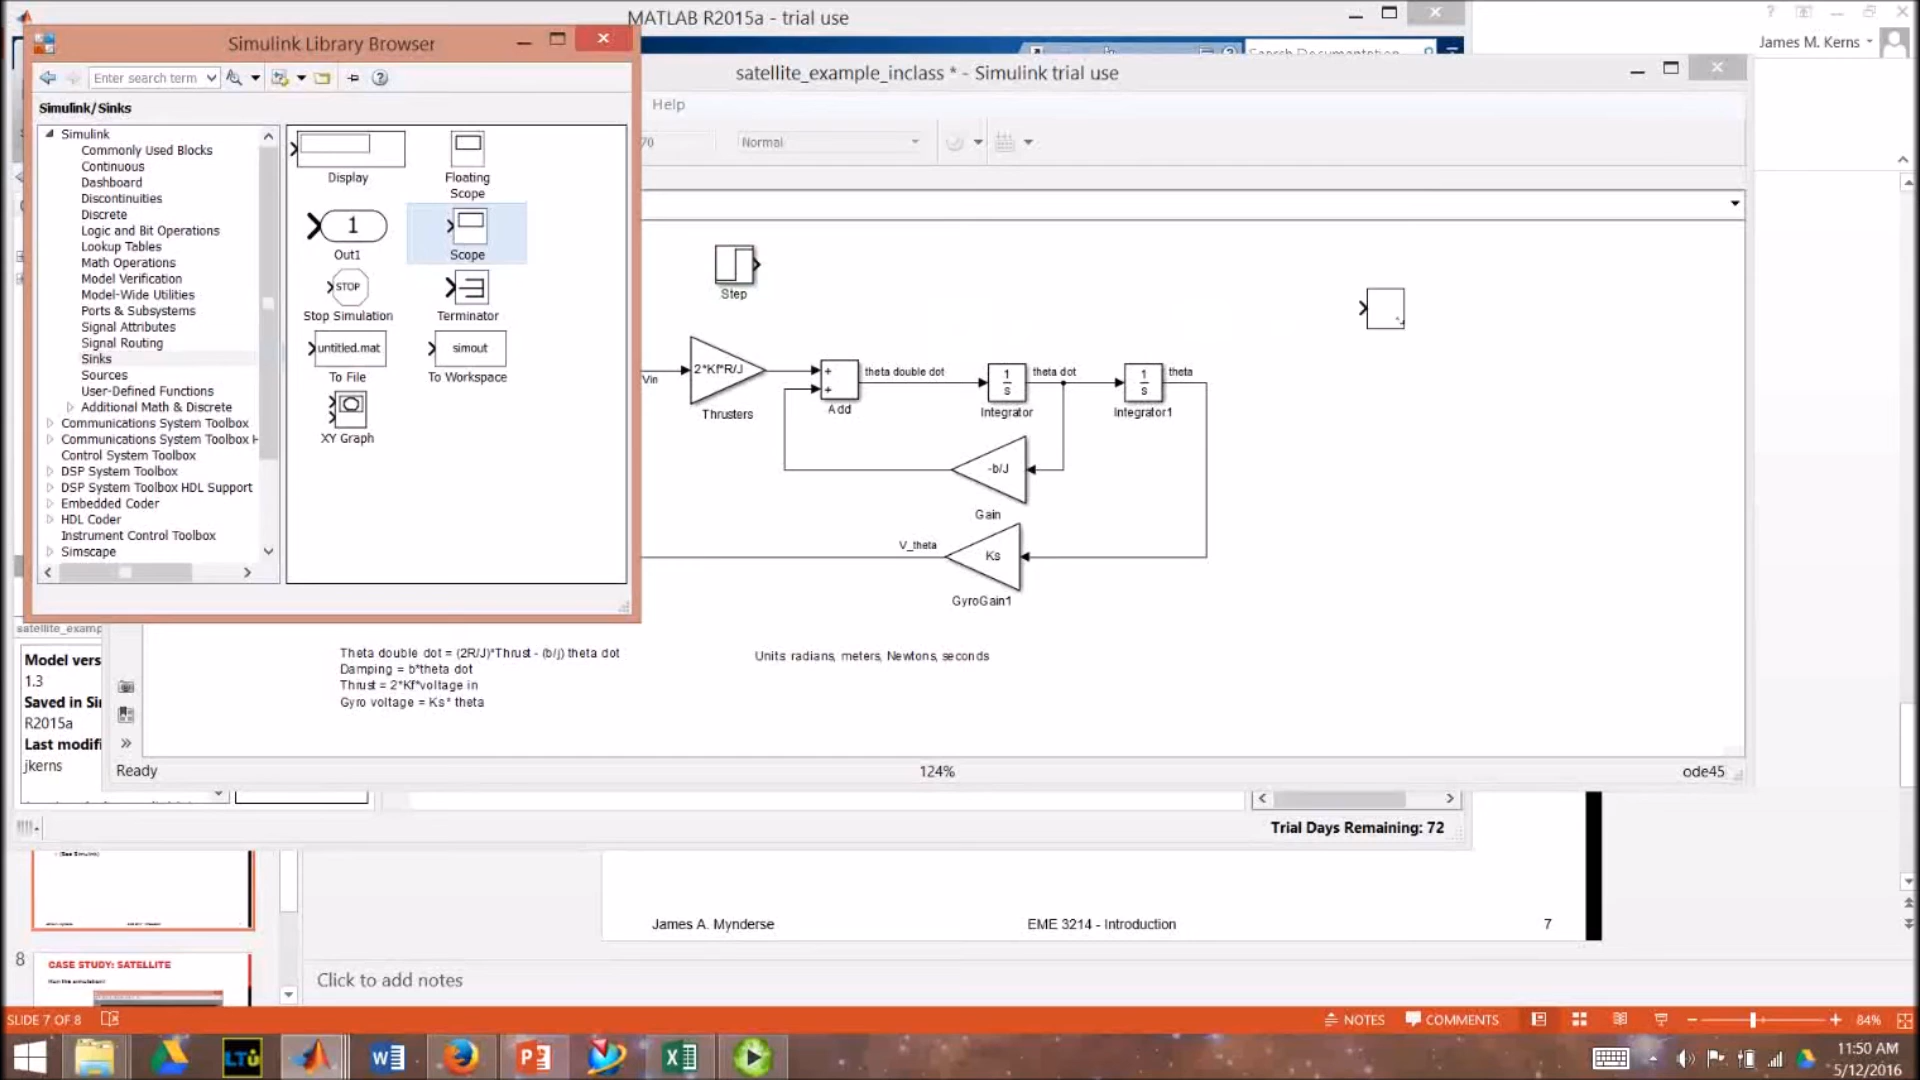 MATLAB R2015a - trial use
Simulink Library Browser
James M. Kerns
satellite_example_inclass * - Simulink trial use
Enter search term
Help
Simulink/Sinks
70
Normal
Simulink
Commonly Used Blocks
Continuous
Dashboard
Discontinuities
Discrete
Logic and Bit Operations
Lookup Tables
Math Operations
Model Verification
Model-Wide Utilities
Ports & Subsystems
Signal Attributes
Signal Routing
Sinks
Sources
User-Defined Functions
Additional Math & Discrete
Communications System Toolbox
Communications System Toolbox H
Control System Toolbox
DSP System Toolbox
DSP System Toolbox HDL Support
Embedded Coder
HDL Coder
Instrument Control Toolbox
Simscape
Display
Floating
Scope
1
Out1
Scope
STOP
Stop Simulation
Terminator
untitled.mat
simout
To File
To Workspace
XY Graph
Step
Vin
2*Kf*R/J
Thrusters
+
+
Add
theta double dot
1
s
Integrator
theta dot
1
s
Integrator1
theta
-b/J
Gain
V_theta
Ks
GyroGain1
Theta double dot = (2R/J)*Thrust - (b/j) theta dot
Damping = b*theta dot
Thrust = 2*Kf*voltage in
Gyro voltage = Ks* theta
Units radians, meters, Newtons, seconds
satellite_examp
Model vers
1.3
Saved in Si
R2015a
Last modifi
jkerns
Ready
124%
ode45
Trial Days Remaining: 72
James A. Mynderse
EME 3214 - Introduction
7
8
CASE STUDY: SATELLITE
Run the simulation!
Click to add notes
SLIDE 7 OF 8
NOTES
COMMENTS
84%
LTU
11:50 AM
5/12/2016